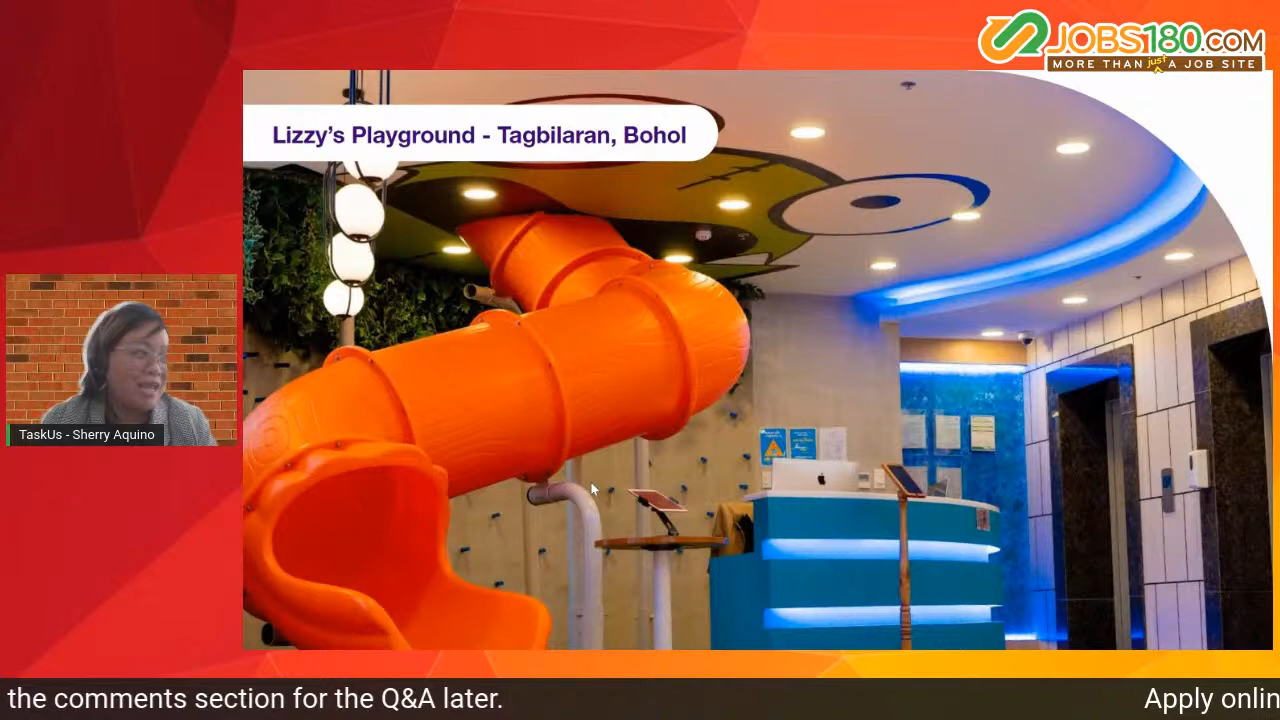 JOBS180.COM
MORE THAN just A JOB SITE
Lizzy's Playground - Tagbilaran, Bohol
TaskUs - Sherry Aquino
the comments section for the Q&A later.
Apply onlin